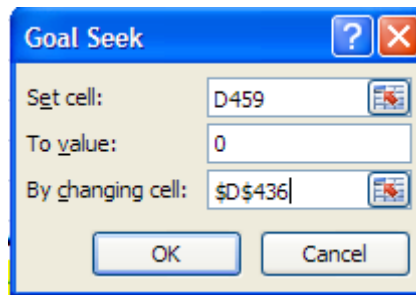 Goal Seek ?
Set cell: D459
To value: 0
By changing cell: $D$436
OK Cancel